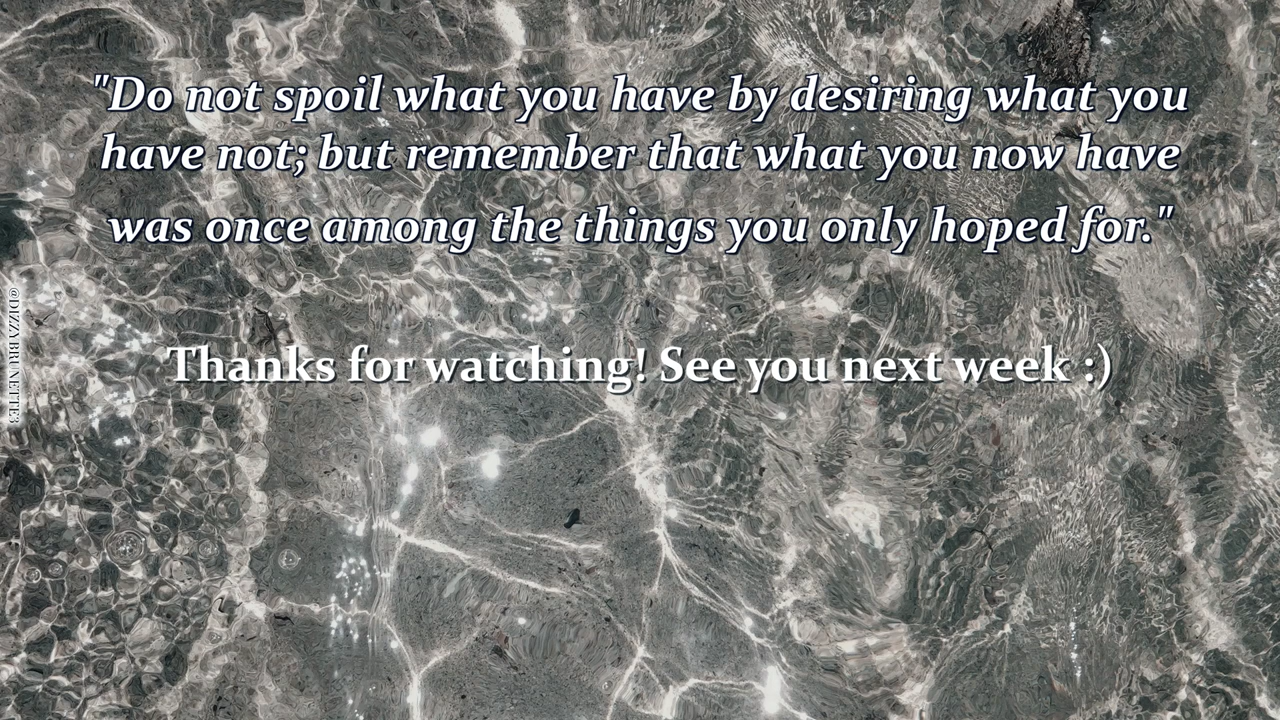 "Do not spoil what you have by desiring what you
have not; but remember that what you now have
was once among the things you only hoped for."
Thanks for watching! See you next week :)
@DIZZABRUNETTE3